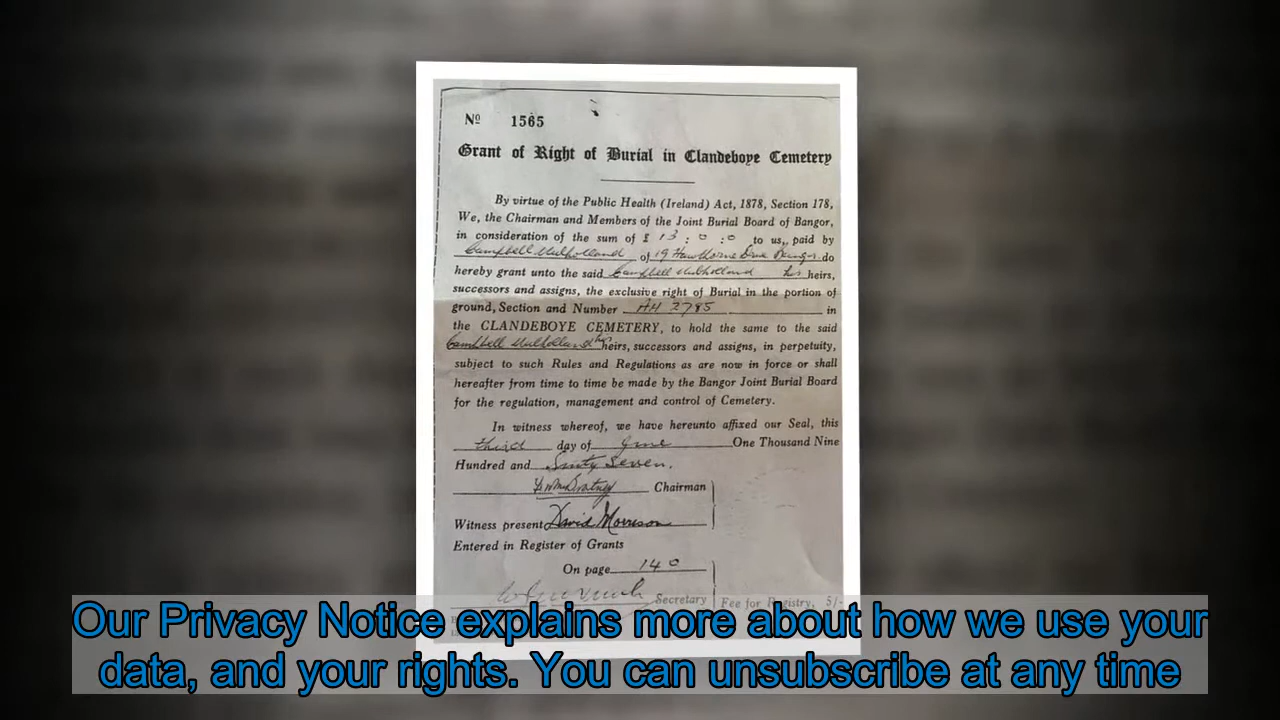 Nº 1565
Grant of Right of Burial in Clandeboye Cemetery
By virtue of the Public Health (Ireland) Act, 1878, Section 178,
We, the Chairman and Members of the Joint Burial Board of Bangor,
in consideration of the sum of £ 13 : 0 : 0 to us, paid by
Campbell Mulholland of 19 Hawthorne Drive Bangor do
hereby grant unto the said Campbell Mulholland his heirs,
successors and assigns, the exclusive right of Burial in the portion of
ground, Section and Number AH 2785 in
the CLANDEBOYE CEMETERY, to hold the same to the said
Campbell Mulholland his heirs, successors and assigns, in perpetuity,
subject to such Rules and Regulations as are now in force or shall
hereafter from time to time be made by the Bangor Joint Burial Board
for the regulation, management and control of Cemetery.
In witness whereof, we have hereunto affixed our Seal, this
third day of June One Thousand Nine
Hundred and Sixty Seven.
Chairman
Witness present David Morrison
Entered in Register of Grants
On page 140
Secretary Fee for Registry, 5/-
Our Privacy Notice explains more about how we use your
data, and your rights. You can unsubscribe at any time